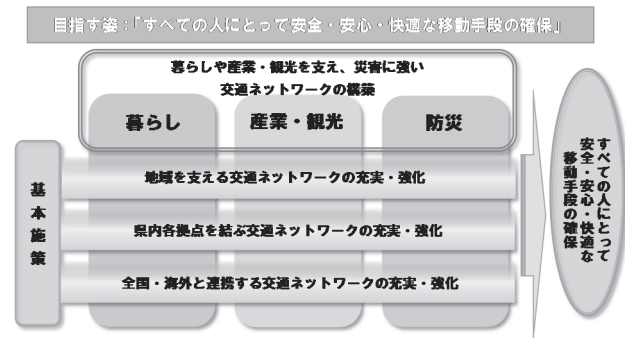 目指す姿:「すべての人にとって安全・安心・快適な移動手段の確保」
暮らしや産業・観光を支え、災害に強い
交通ネットワークの構築
暮らし
産業・観光
防災
基本施策
地域を支える交通ネットワークの充実・強化
県内各拠点を結ぶ交通ネットワークの充実・強化
全国・海外と連携する交通ネットワークの充実・強化
すべての人にとって
安全・安心・快適な
移動手段の確保